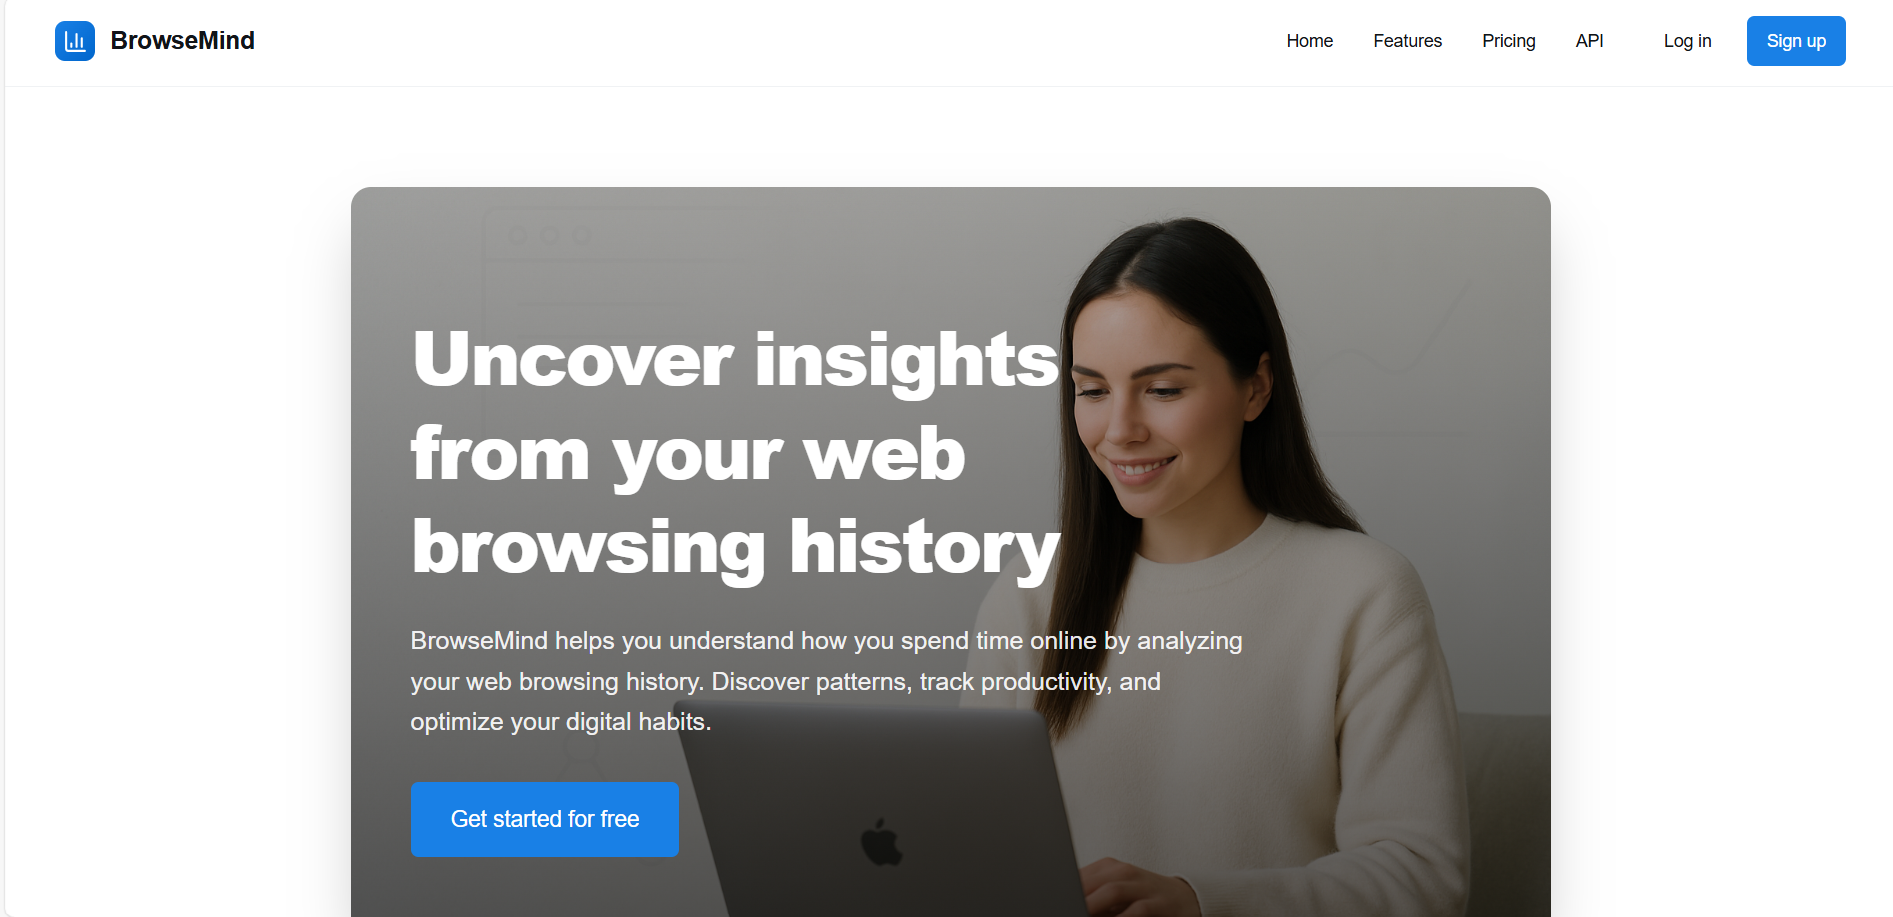 BrowseMind
Home
Features
Pricing
API
Log in
Sign up
Uncover insights
from your web
browsing history
BrowseMind helps you understand how you spend time online by analyzing
your web browsing history. Discover patterns, track productivity, and
optimize your digital habits.
Get started for free